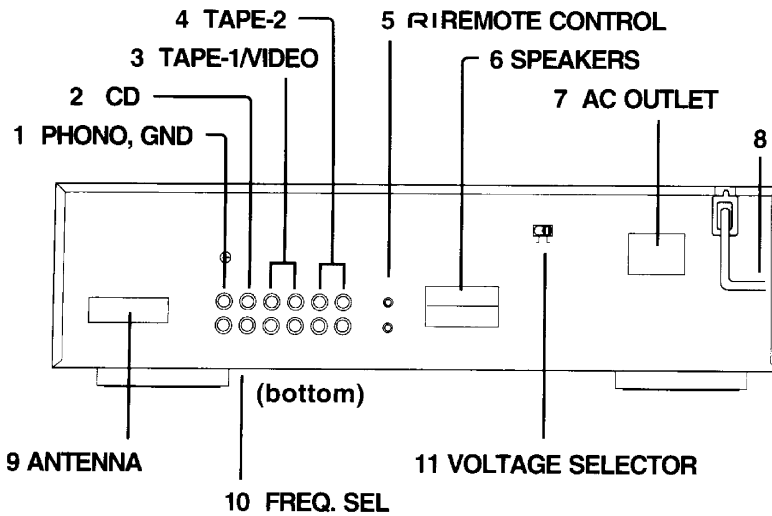 4 TAPE-2
5 RI REMOTE CONTROL
3 TAPE-1/VIDEO
6 SPEAKERS
2 CD
7 AC OUTLET
1 PHONO, GND
8
(bottom)
9 ANTENNA
11 VOLTAGE SELECTOR
10 FREQ. SEL